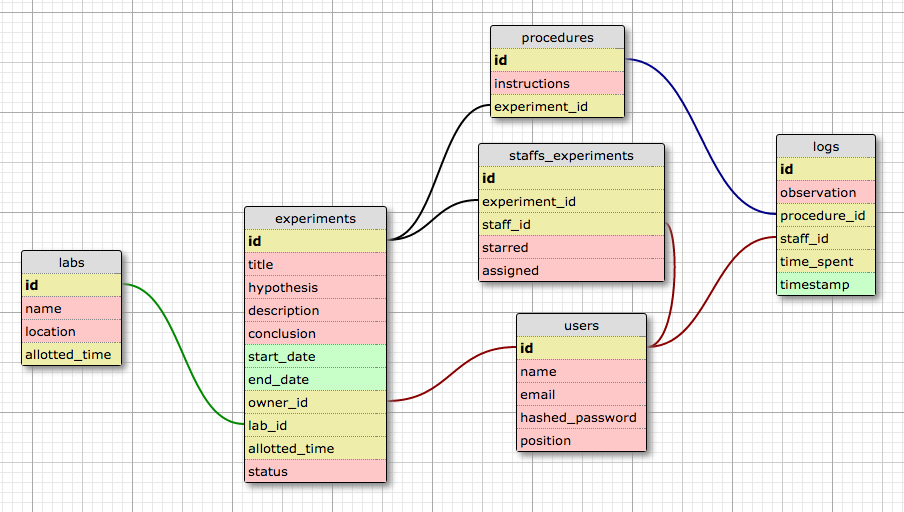 procedures
id
instructions
experiment_id
staffs_experiments
id
experiment_id
staff_id
starred
assigned
logs
id
observation
procedure_id
staff_id
time_spent
timestamp
experiments
id
title
hypothesis
description
conclusion
start_date
end_date
owner_id
lab_id
allotted_time
status
labs
id
name
location
allotted_time
users
id
name
email
hashed_password
position